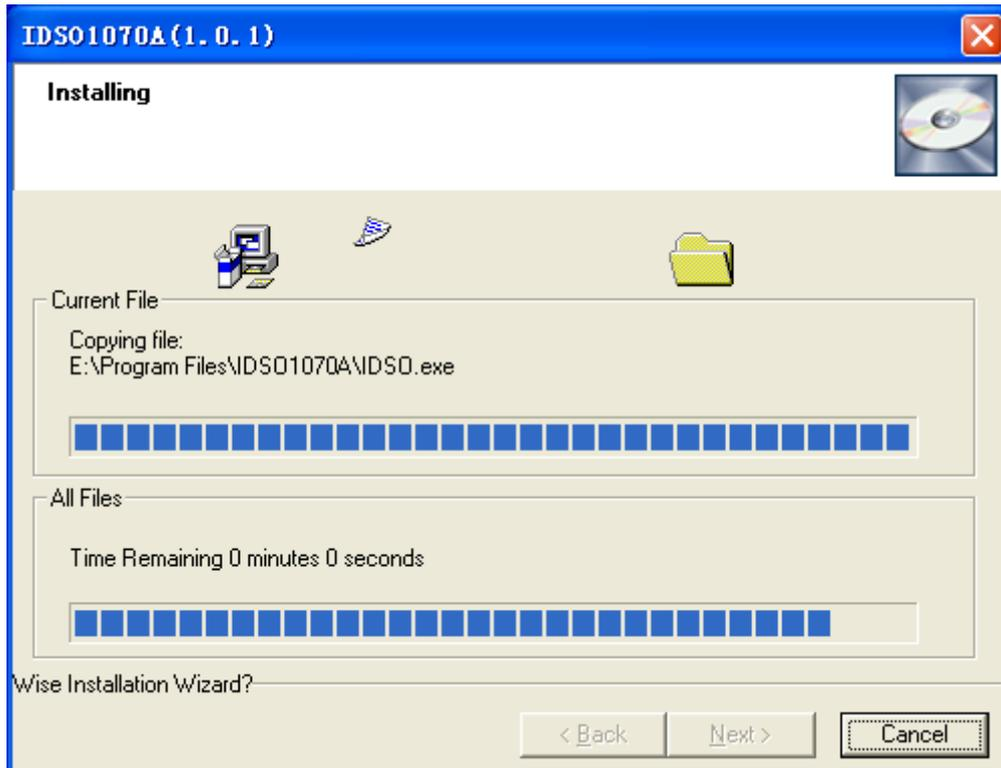 IDSO1070A(1.0.1)
Installing
Current File
Copying file:
E:\Program Files\IDSO1070A\IDSO.exe
All Files
Time Remaining 0 minutes 0 seconds
Wise Installation Wizard?
< Back
Next >
Cancel